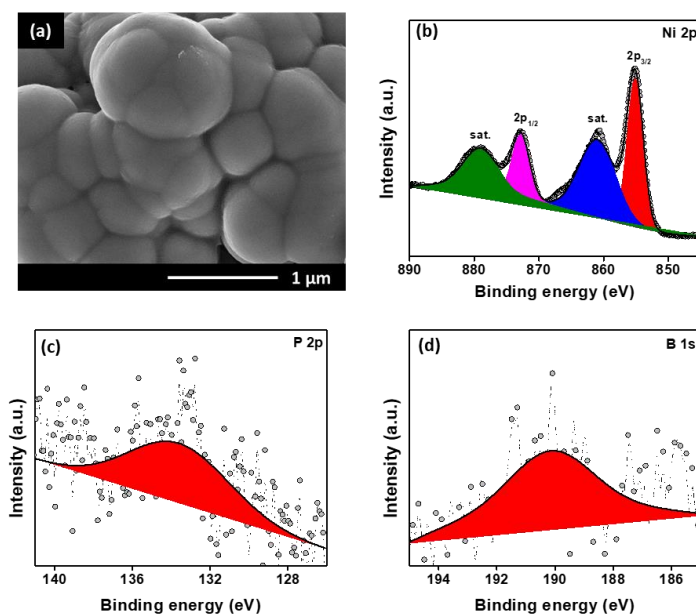 (a)
1 μm
(b)
Ni 2p
2p3/2
2p1/2
sat.
sat.
Intensity (a.u.)
890 880 870 860 850
Binding energy (eV)
(c)
P 2p
Intensity (a.u.)
140 136 132 128
Binding energy (eV)
(d)
B 1s
Intensity (a.u.)
194 192 190 188 186
Binding energy (eV)